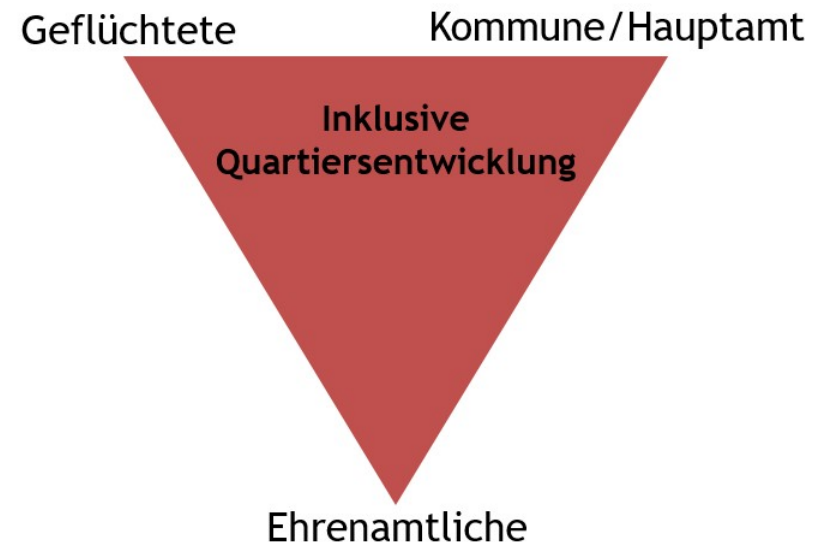 Geflüchtete
Kommune/Hauptamt
Inklusive
Quartiersentwicklung
Ehrenamtliche